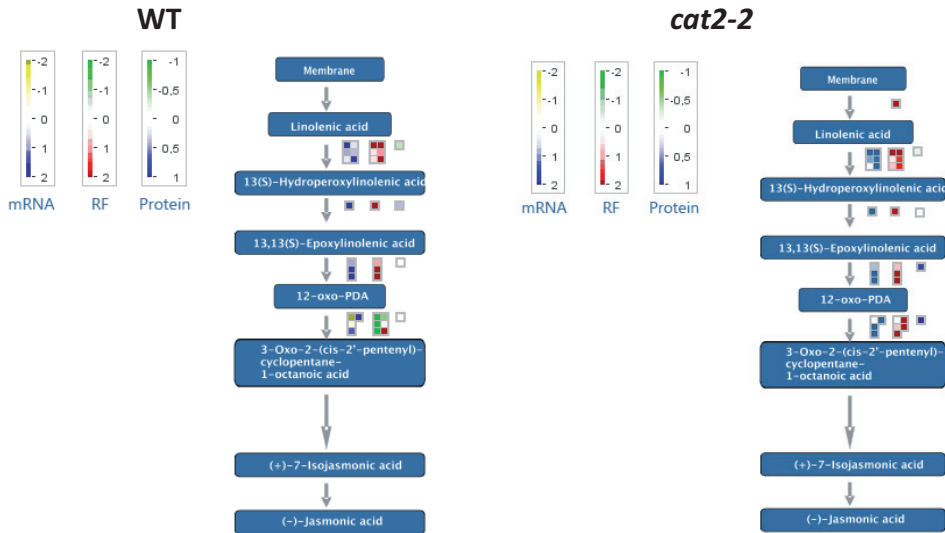 WT
-2
-1
0
1
2
mRNA
-2
-1
0
1
2
RF
-1
-0,5
0
0,5
1
Protein
Membrane
Linolenic acid
13(S)-Hydroperoxylinolenic acid
13,13(S)-Epoxylinolenic acid
12-oxo-PDA
3-Oxo-2-(cis-2'-pentenyl)-
cyclopentane-
1-octanoic acid
(+)-7-Isojasmonic acid
(-)-Jasmonic acid
cat2-2
-2
-1
0
1
2
mRNA
-2
-1
0
1
2
RF
-1
-0,5
0
0,5
1
Protein
Membrane
Linolenic acid
13(S)-Hydroperoxylinolenic acid
13,13(S)-Epoxylinolenic acid
12-oxo-PDA
3-Oxo-2-(cis-2'-pentenyl)-
cyclopentane-
1-octanoic acid
(+)-7-Isojasmonic acid
(-)-Jasmonic acid